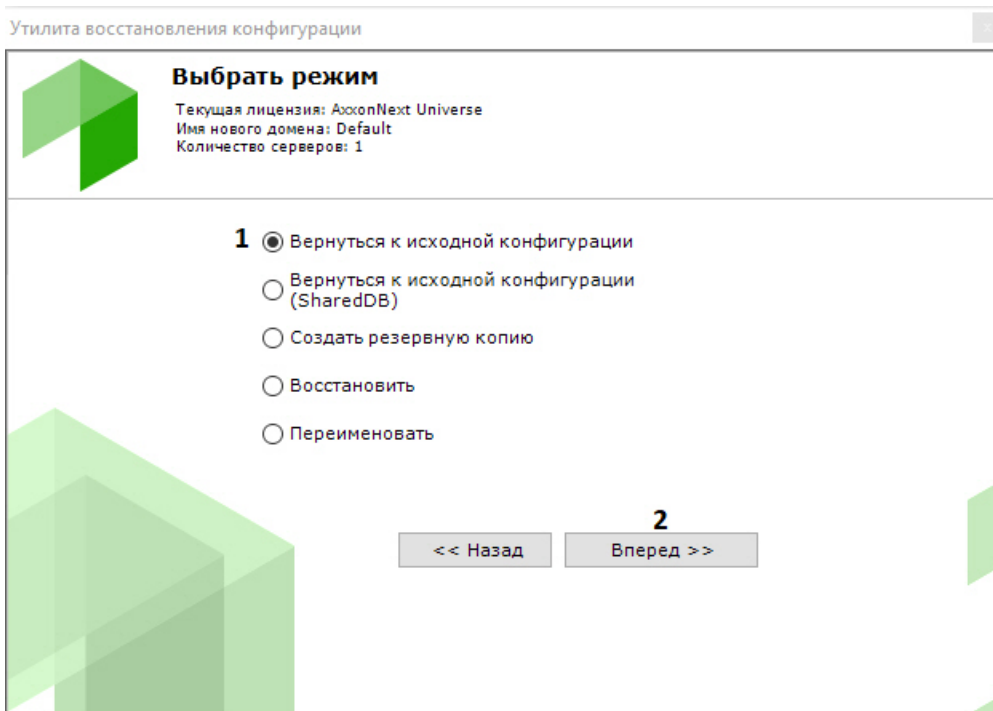 Утилита восстановления конфигурации
Выбрать режим
Текущая лицензия: AxxonNext Universe
Имя нового домена: Default
Количество серверов: 1
1 Вернуться к исходной конфигурации
Вернуться к исходной конфигурации
(SharedDB)
Создать резервную копию
Восстановить
Переименовать
2
<< Назад Вперед >>